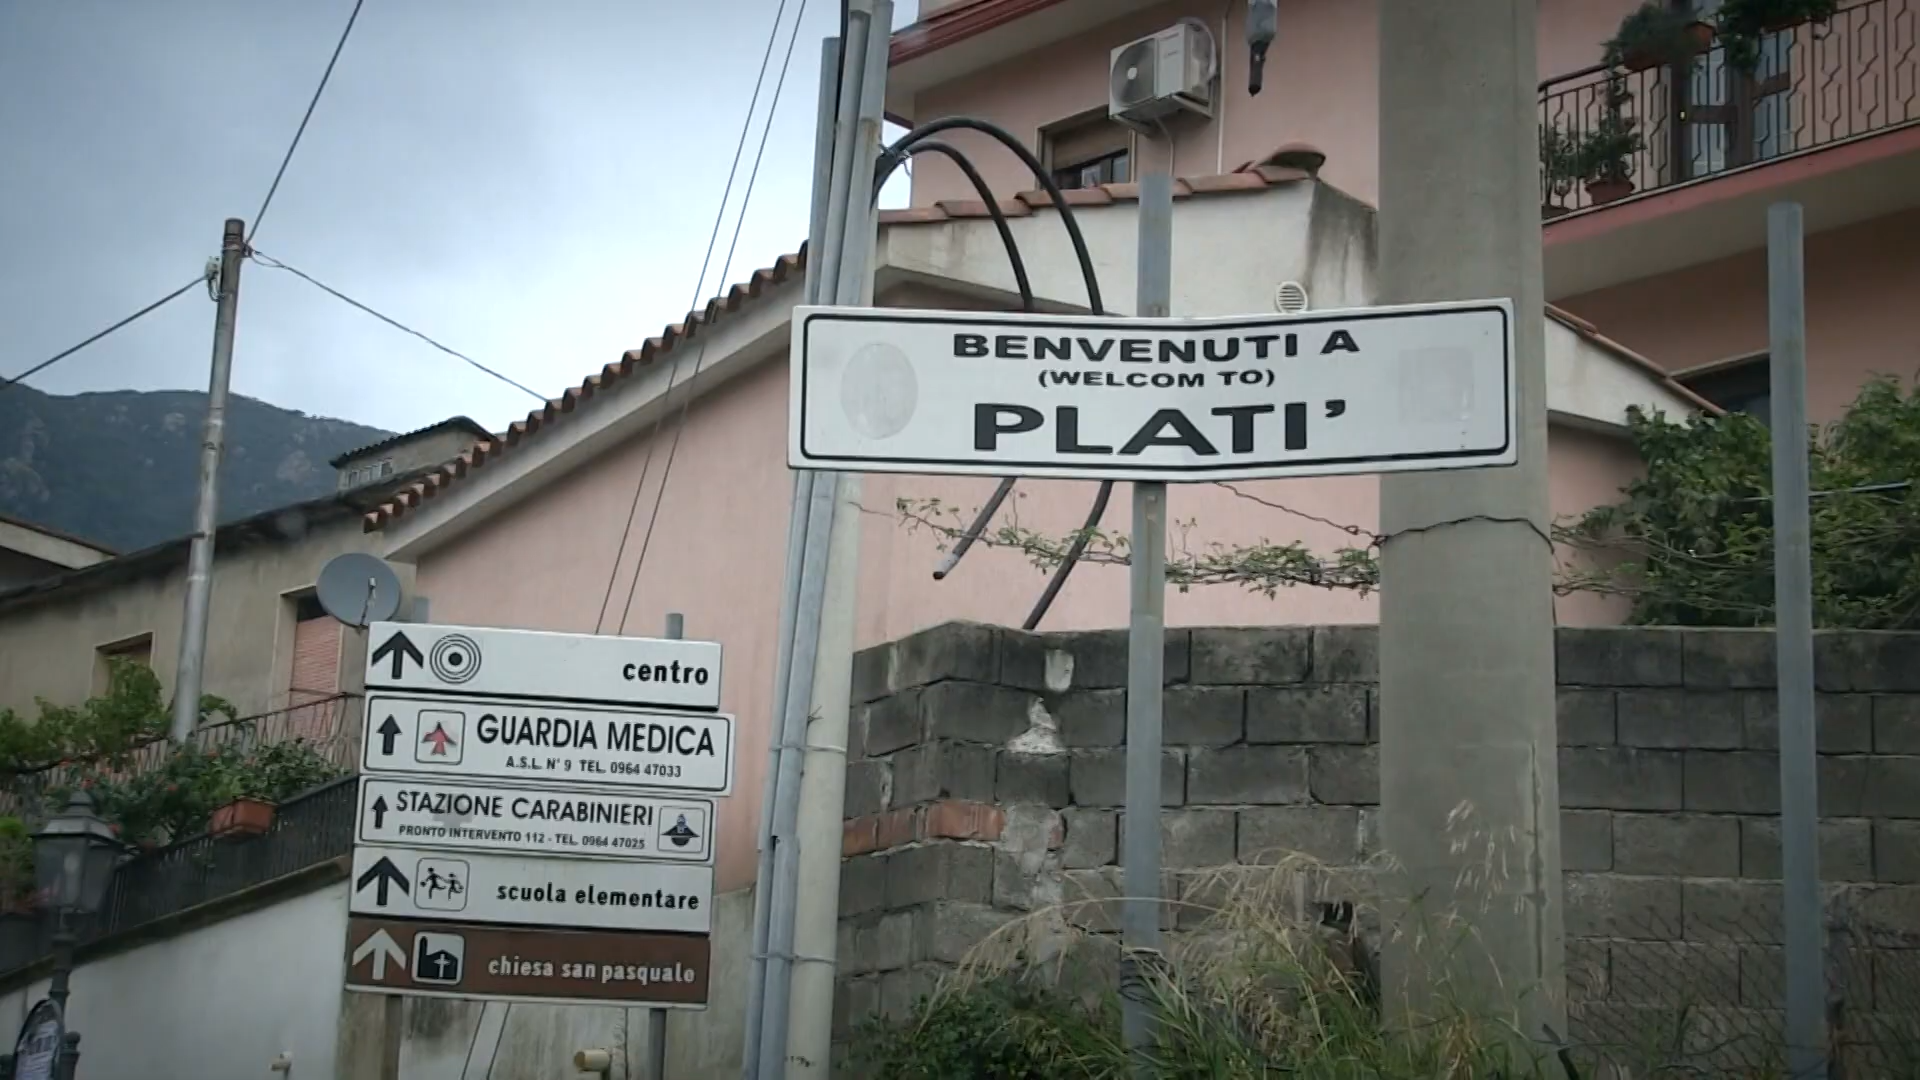 BENVENUTI A
(WELCOM TO)
PLATI'
centro
GUARDIA MEDICA
A.S.L. N° 9 TEL. 0964 47033
STAZIONE CARABINIERI
PRONTO INTERVENTO 112 - TEL. 0964 47025
scuola elementare
chiesa san pasquale